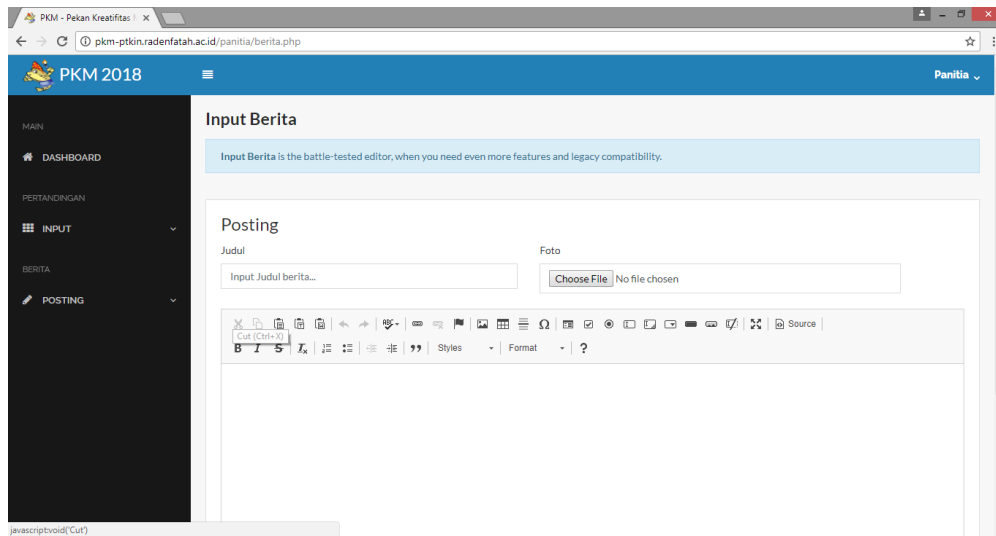 PKM - Pekan Kreatifitas
pkm-ptkin.radenfatah.ac.id/panitia/berita.php
PKM 2018
Panitia
MAIN
DASHBOARD
PERTANDINGAN
INPUT
BERITA
POSTING
Input Berita
Input Berita is the battle-tested editor, when you need even more features and legacy compatibility.
Posting
Judul
Foto
Input Judul berita...
Choose File No file chosen
ABC
Ω
Source
Cut (Ctrl+X)
B I S Ix
Styles
Format
?
javascript:void('Cut')